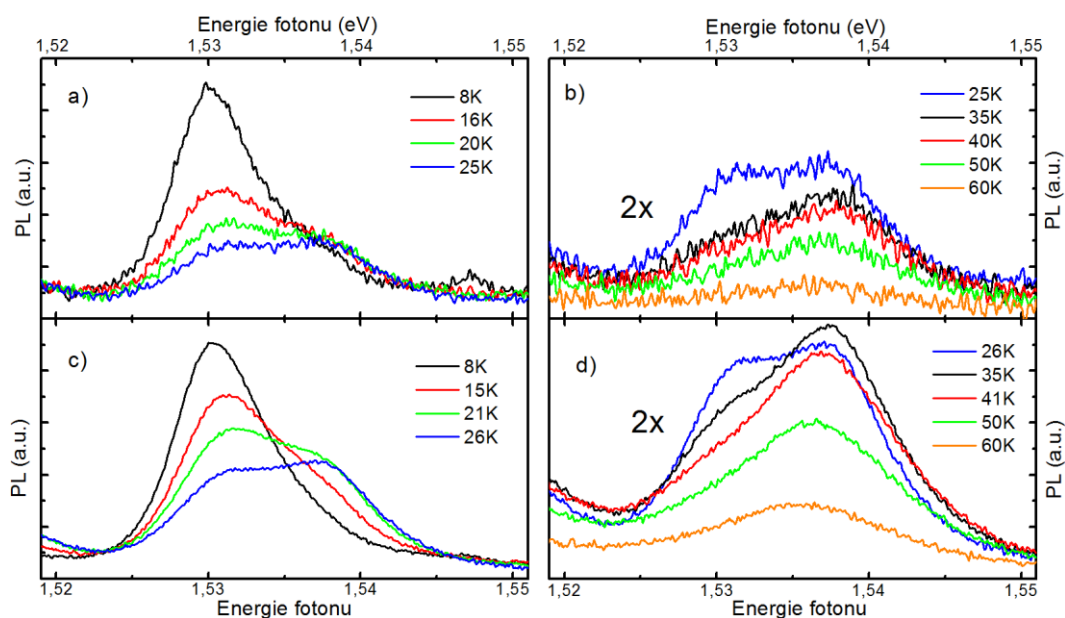 Energie fotonu (eV)
1,52 1,53 1,54 1,55
a)
8K
16K
20K
25K
PL (a.u.)
Energie fotonu (eV)
1,52 1,53 1,54 1,55
b)
2x
25K
35K
40K
50K
60K
PL (a.u.)
c)
8K
15K
21K
26K
PL (a.u.)
1,52 1,53 1,54 1,55
Energie fotonu
d)
2x
26K
35K
41K
50K
60K
PL (a.u.)
1,52 1,53 1,54 1,55
Energie fotonu